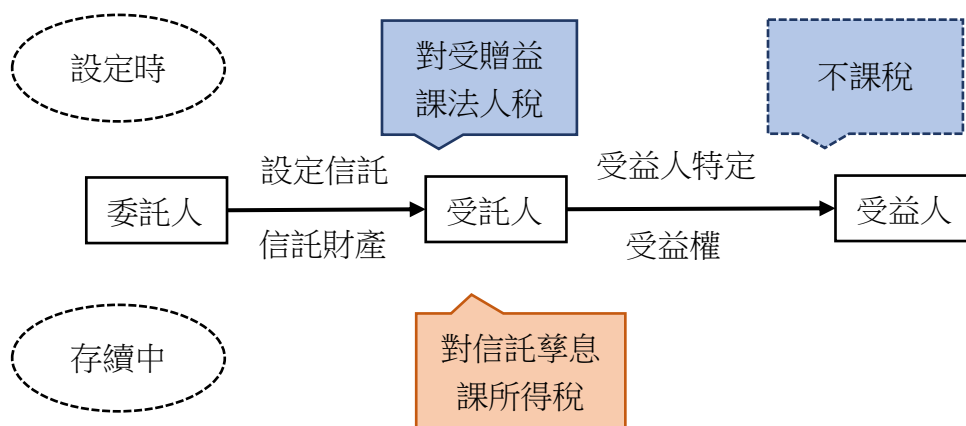 設定時
對受贈益
課法人稅
不課稅
設定信託
受益人特定
委託人
受託人
受益人
信託財產
受益權
存續中
對信託孳息
課所得稅